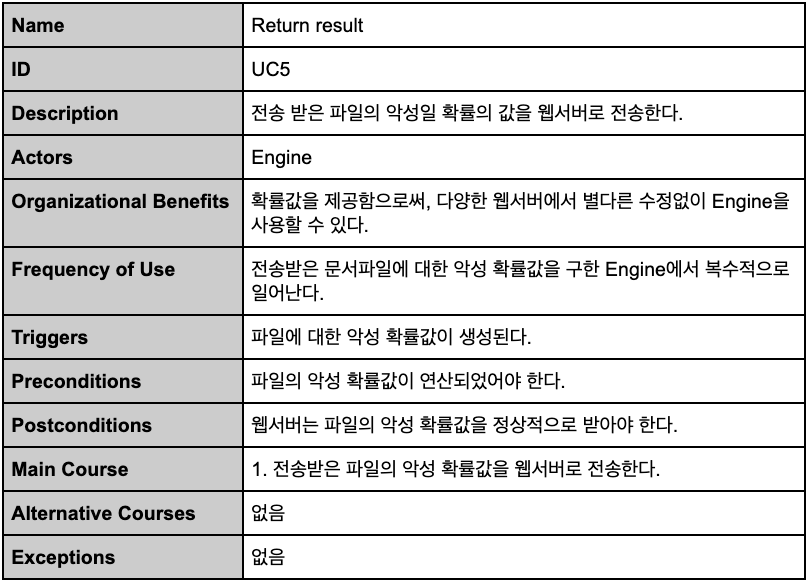 Name
Return result
ID
UC5
Description
전송 받은 파일의 악성일 확률의 값을 웹서버로 전송한다.
Actors
Engine
Organizational Benefits
확률값을 제공함으로써, 다양한 웹서버에서 별다른 수정없이 Engine을
사용할 수 있다.
Frequency of Use
전송받은 문서파일에 대한 악성 확률값을 구한 Engine에서 복수적으로
일어난다.
Triggers
파일에 대한 악성 확률값이 생성된다.
Preconditions
파일의 악성 확률값이 연산되었어야 한다.
Postconditions
웹서버는 파일의 악성 확률값을 정상적으로 받아야 한다.
Main Course
1. 전송받은 파일의 악성 확률값을 웹서버로 전송한다.
Alternative Courses
없음
Exceptions
없음